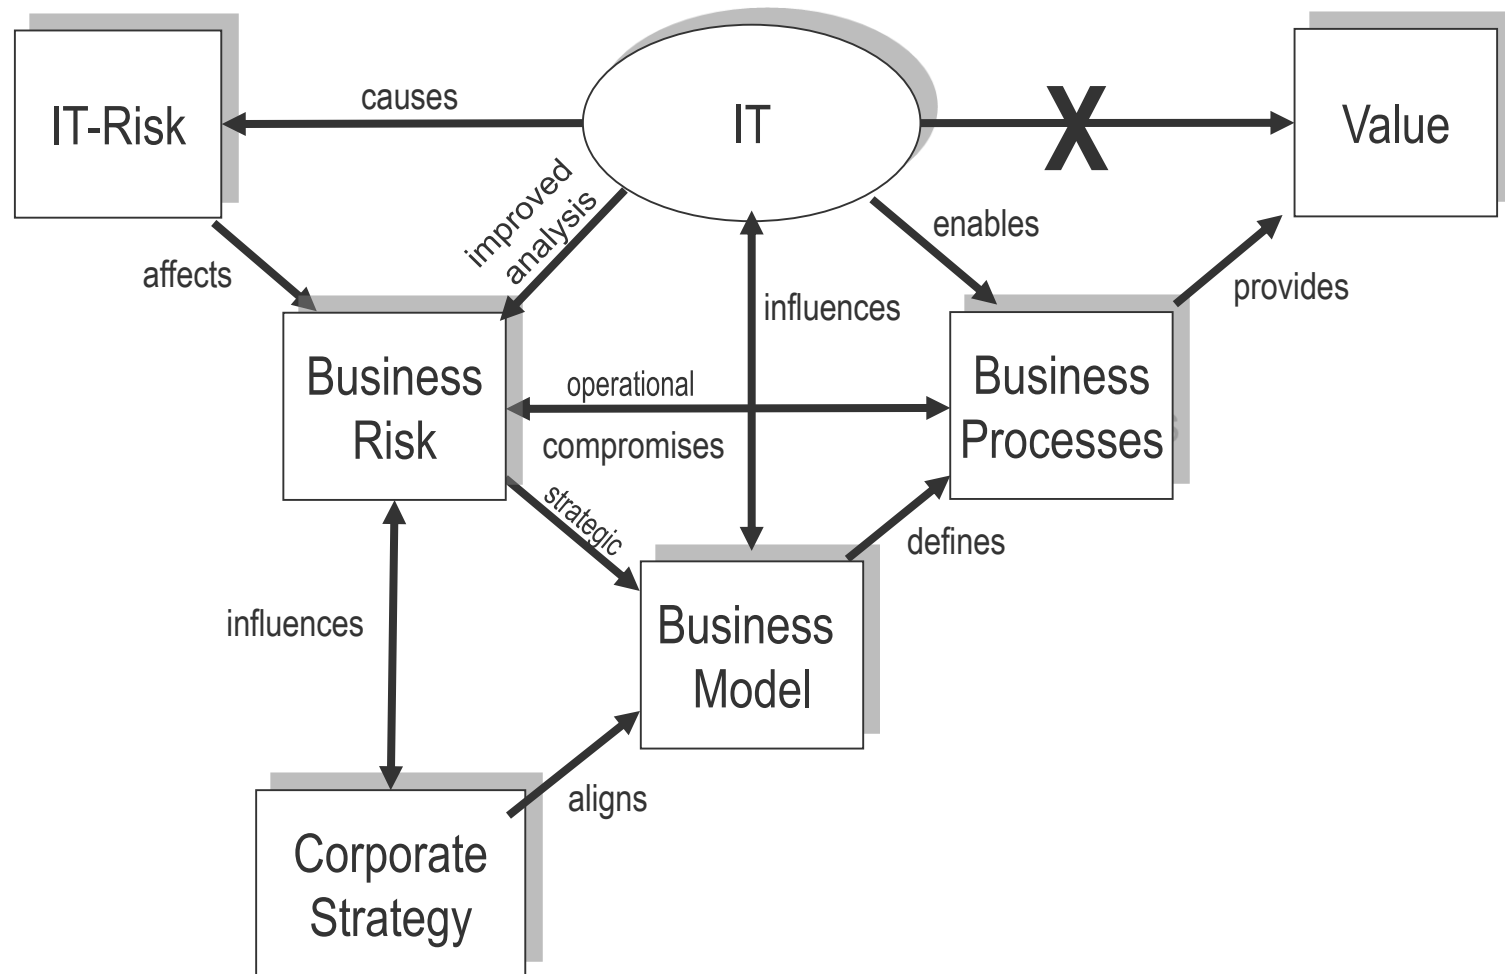 causes
IT-Risk
IT
X
Value
improved
analysis
enables
affects
provides
influences
Business
Risk
operational
compromises
Business
Processes
strategic
defines
influences
Business
Model
aligns
Corporate
Strategy